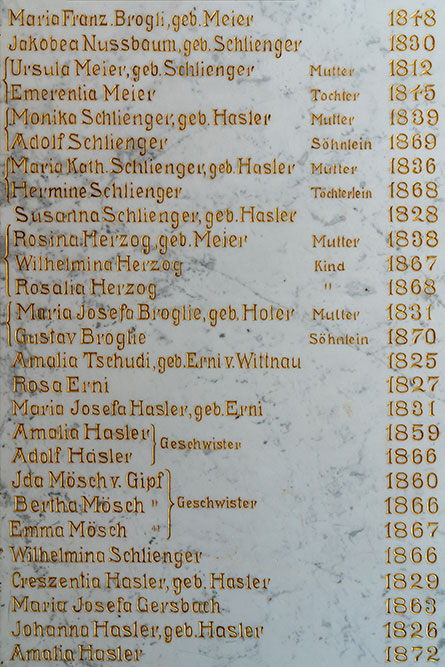 Maria Franz. Brogli, geb. Meier 1848
Jakobea Nussbaum, geb. Schlienger 1830
Ursula Meier, geb. Schlienger Mutter 1812
Emerentia Meier Tochter 1845
Monika Schlienger, geb. Hasler Mutter 1839
Adolf Schlienger Söhnlein 1869
Maria Kath. Schlienger, geb. Hasler Mutter 1836
Hermine Schlienger Töchterlein 1868
Susanna Schlienger, geb. Hasler 1828
Rosina Herzog, geb. Meier Mutter 1838
Wilhelmina Herzog Kind 1867
Rosalia Herzog " 1868
Maria Josefa Broglie, geb. Hofer Mutter 1831
Gustav Broglie Söhnlein 1870
Amalia Tschudi, geb. Erni v. Wittnau 1825
Rosa Erni 1827
Maria Josefa Hasler, geb. Erni 1831
Amalia Hasler Geschwister 1859
Adolf Hasler 1866
Jda Mösch v. Gipf 1860
Bertha Mösch " Geschwister 1866
Emma Mösch " 1867
Wilhelmina Schlienger 1866
Creszentia Hasler, geb. Hasler 1829
Maria Josefa Gersbach 1863
Johanna Hasler, geb. Hasler 1826
Amalia Hasler 1872